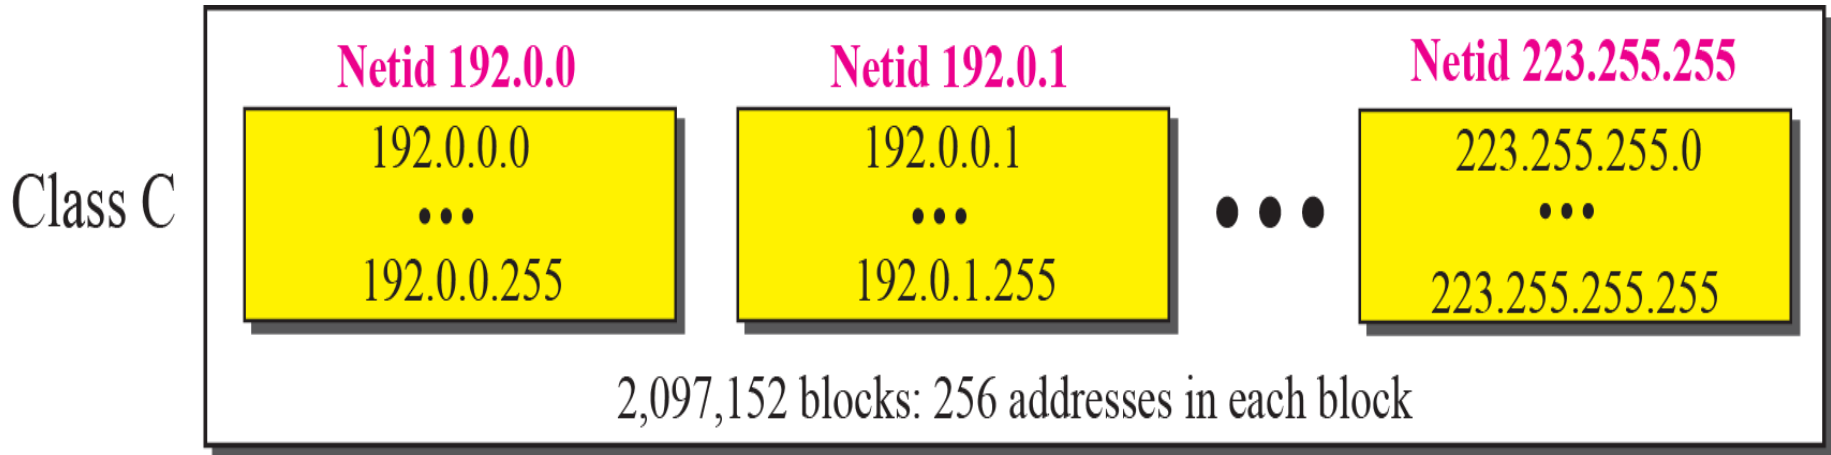 Class C
Netid 192.0.0
192.0.0.0
...
192.0.0.255
Netid 192.0.1
192.0.0.1
...
192.0.1.255
...
Netid 223.255.255
223.255.255.0
...
223.255.255.255
2,097,152 blocks: 256 addresses in each block